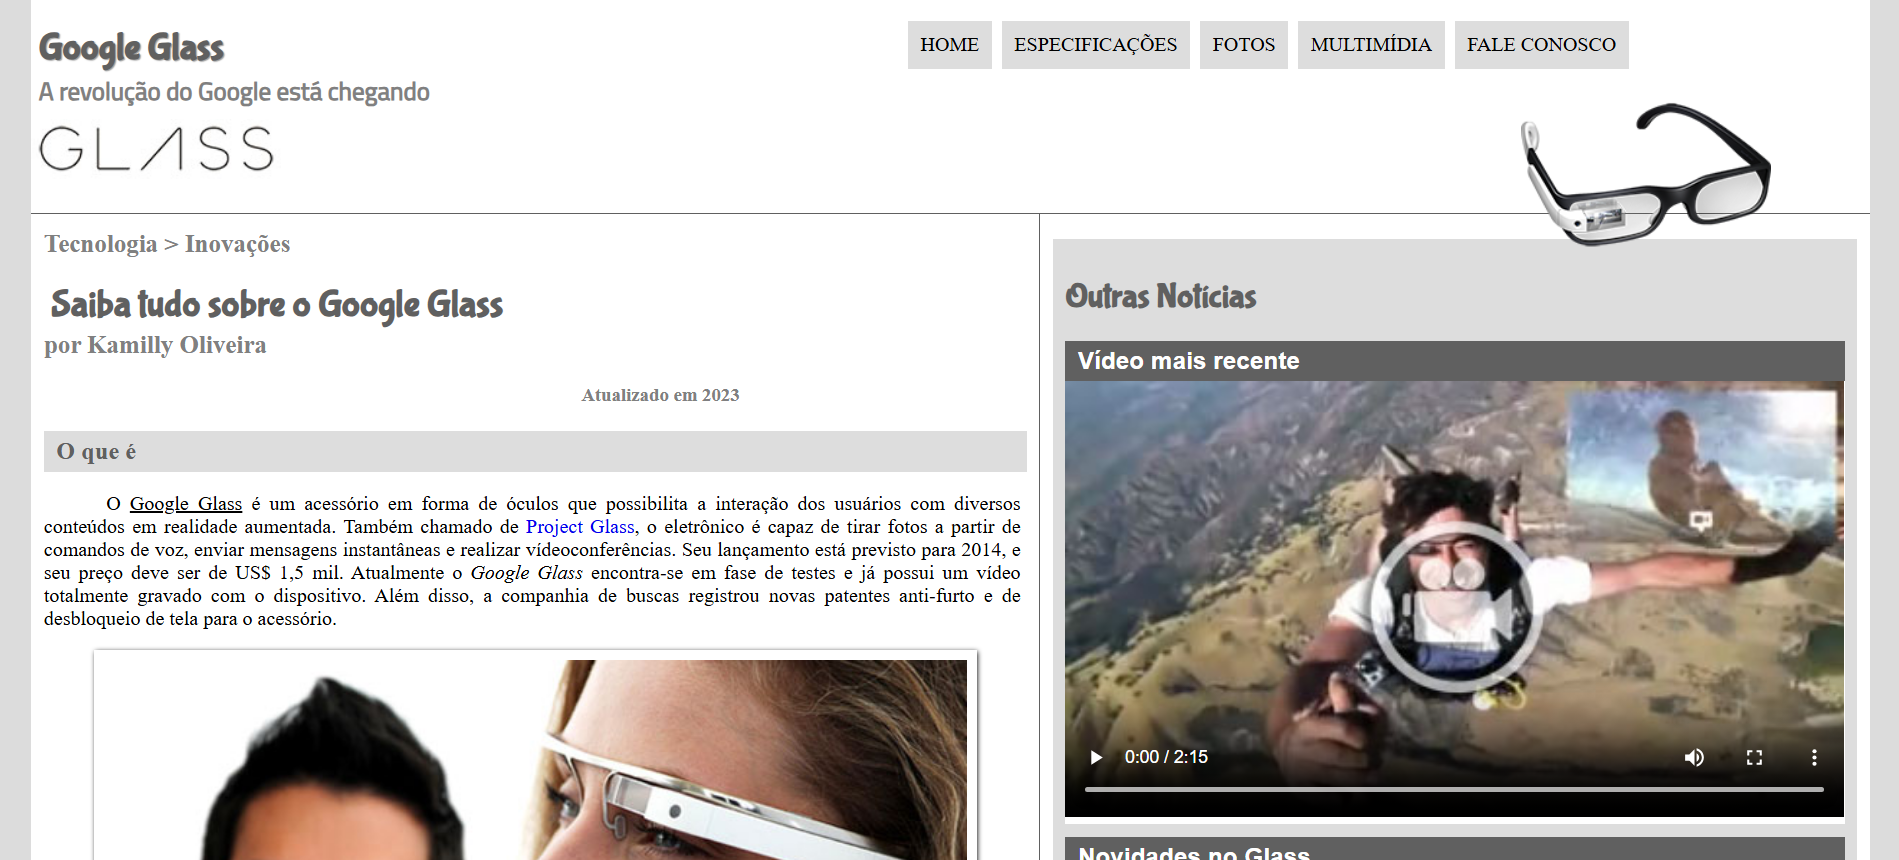 Google Glass
A revolução do Google está chegando
GLASS
HOME
ESPECIFICAÇÕES
FOTOS
MULTIMÍDIA
FALE CONOSCO
Tecnologia > Inovações
Saiba tudo sobre o Google Glass
por Kamilly Oliveira
Atualizado em 2023
O que é
O Google Glass é um acessório em forma de óculos que possibilita a interação dos usuários com diversos
conteúdos em realidade aumentada. Também chamado de Project Glass, o eletrônico é capaz de tirar fotos a partir de
comandos de voz, enviar mensagens instantâneas e realizar vídeoconferências. Seu lançamento está previsto para 2014, e
seu preço deve ser de US$ 1,5 mil. Atualmente o Google Glass encontra-se em fase de testes e já possui um vídeo
totalmente gravado com o dispositivo. Além disso, a companhia de buscas registrou novas patentes anti-furto e de
desbloqueio de tela para o acessório.
Outras Notícias
Vídeo mais recente
0:00 / 2:15
Novidades no Glass